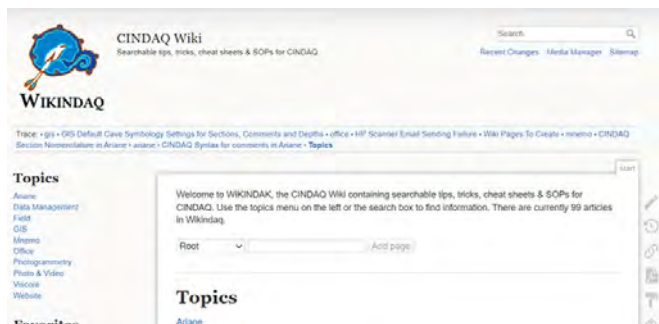 CINDAQ Wiki
Searchable tips, tricks, cheat sheets & SOPs for CINDAQ
Search
Recent Changes Media Manager Sitemap
WIKINDAQ
Trace: • gis • GIS Default Cave Symbology Settings for Sections, Comments and Depths • office • HP Scanner Email Sending Failure • Wiki Pages To Create • mnemo • CINDAQ
Section Nomenclature in Ariane • ariane • CINDAQ Syntax for comments in Ariane • Topics
start
Topics
Ariane
Data Management
Field
GIS
Mnemo
Office
Photogrammetry
Photo & Video
Viscore
Website
Favorites
Welcome to WIKINDAK, the CINDAQ Wiki containing searchable tips, tricks, cheat sheets & SOPs for
CINDAQ. Use the topics menu on the left or the search box to find information. There are currently 99 articles
in Wikindaq.
Root Add page
Topics
Ariane